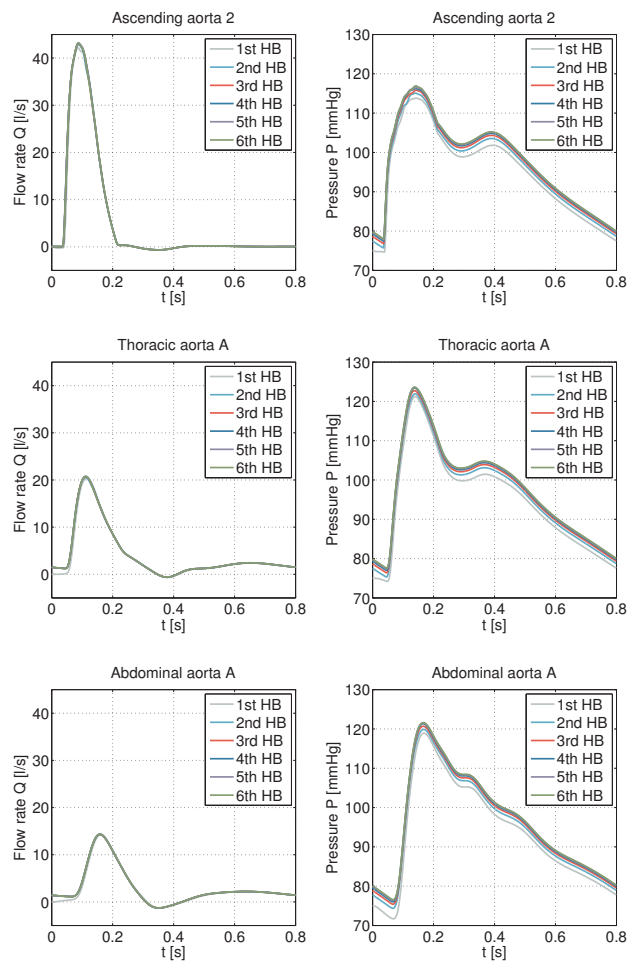 Ascending aorta 2
Flow rate Q [l/s]
40
30
20
10
0
1st HB
2nd HB
3rd HB
4th HB
5th HB
6th HB
0 0.2 0.4 0.6 0.8
t [s]
Ascending aorta 2
Pressure P [mmHg]
130
120
110
100
90
80
70
1st HB
2nd HB
3rd HB
4th HB
5th HB
6th HB
0 0.2 0.4 0.6 0.8
t [s]
Thoracic aorta A
Flow rate Q [l/s]
40
30
20
10
0
1st HB
2nd HB
3rd HB
4th HB
5th HB
6th HB
0 0.2 0.4 0.6 0.8
t [s]
Thoracic aorta A
Pressure P [mmHg]
130
120
110
100
90
80
70
1st HB
2nd HB
3rd HB
4th HB
5th HB
6th HB
0 0.2 0.4 0.6 0.8
t [s]
Abdominal aorta A
Flow rate Q [l/s]
40
30
20
10
0
1st HB
2nd HB
3rd HB
4th HB
5th HB
6th HB
0 0.2 0.4 0.6 0.8
t [s]
Abdominal aorta A
Pressure P [mmHg]
130
120
110
100
90
80
70
1st HB
2nd HB
3rd HB
4th HB
5th HB
6th HB
0 0.2 0.4 0.6 0.8
t [s]